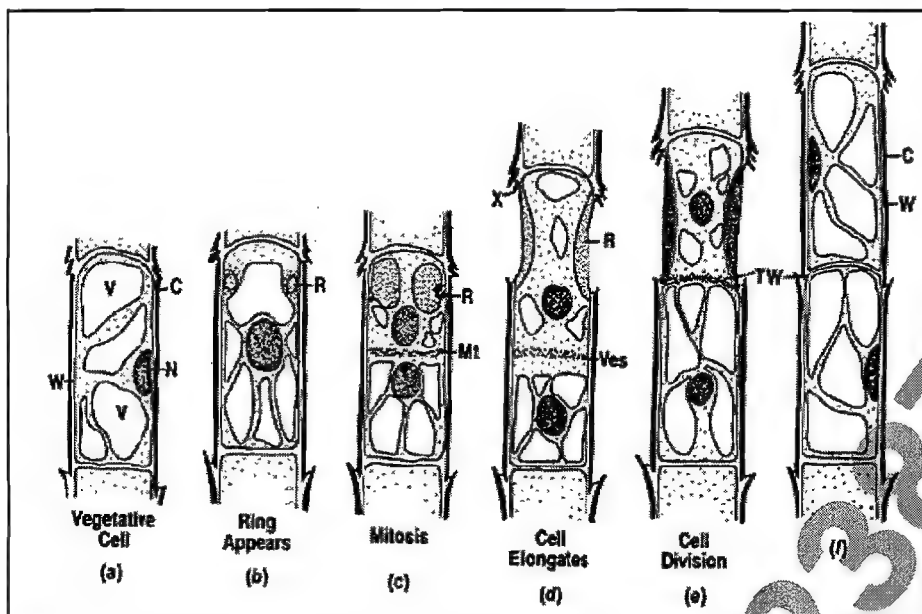 V
V
C
N
W
Vegetative
Cell
(a)
R
Ring
Appears
(b)
R
Mt
Mitosis
(c)
X
R
Ves
Cell
Elongates
(d)
TW
Cell
Division
(e)
C
W
(f)